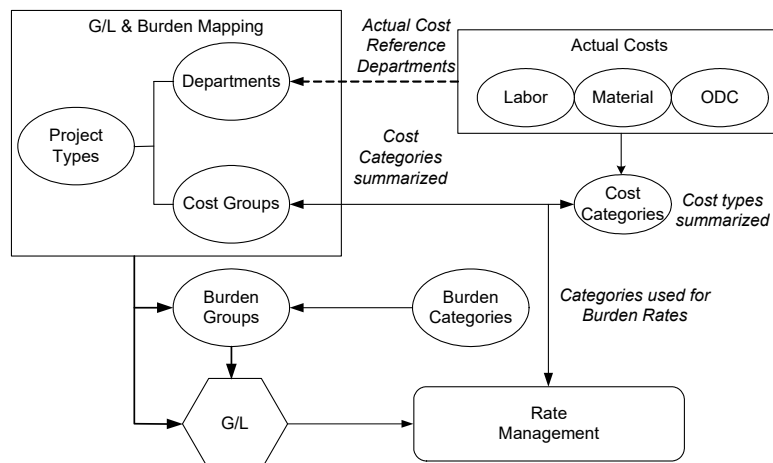 G/L & Burden Mapping
Actual Cost
Reference
Departments
Actual Costs
Departments
Labor
Material
ODC
Project
Types
Cost
Categories
summarized
Cost Groups
Cost
Categories
Cost types
summarized
Burden
Groups
Burden
Categories
Categories used for
Burden Rates
G/L
Rate
Management